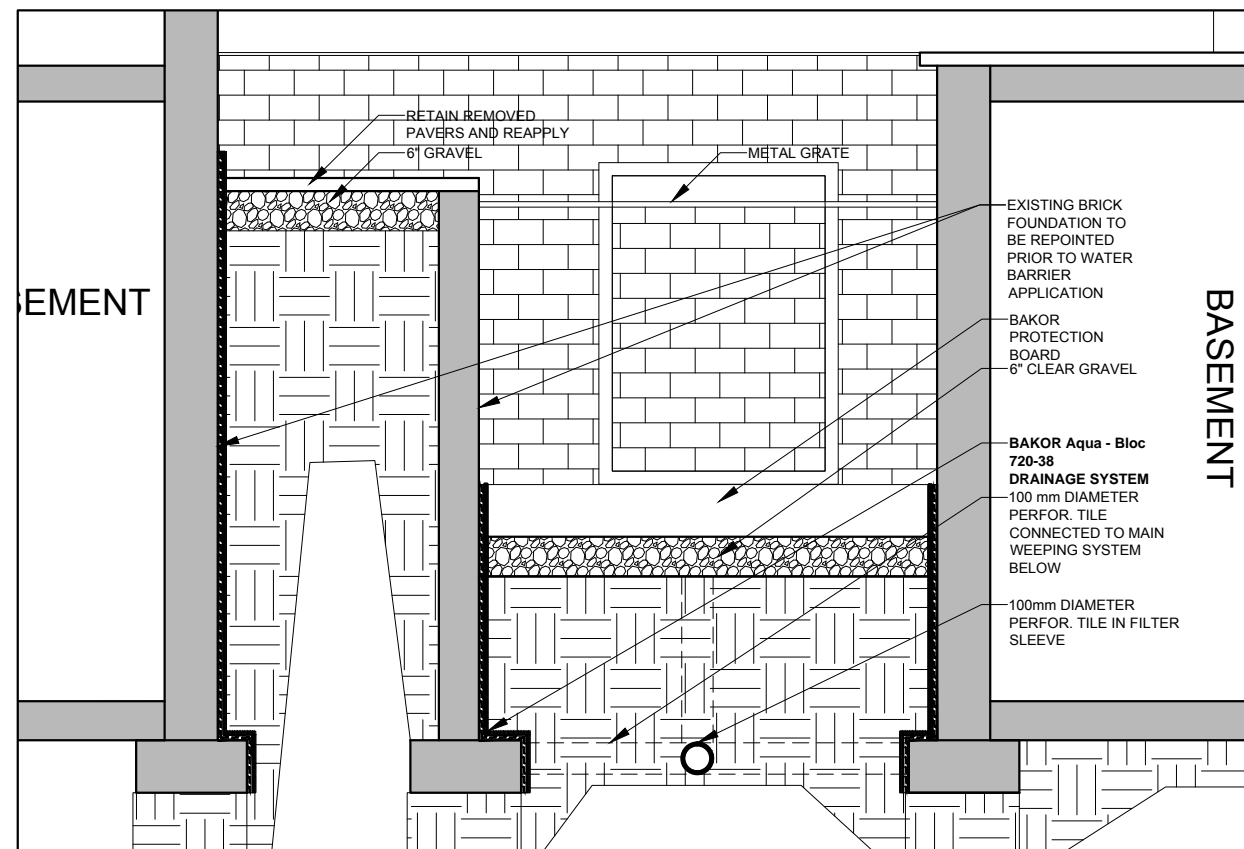 RETAIN REMOVED
PAVERS AND REAPPLY
6" GRAVEL
METAL GRATE
SEMENT
EXISTING BRICK
FOUNDATION TO
BE REPOINTED
PRIOR TO WATER
BARRIER
APPLICATION
BAKOR
PROTECTION
BOARD
6" CLEAR GRAVEL
BAKOR Aqua - Bloc
720-38
DRAINAGE SYSTEM
100 mm DIAMETER
PERFOR. TILE
CONNECTED TO MAIN
WEEPING SYSTEM
BELOW
100mm DIAMETER
PERFOR. TILE IN FILTER
SLEEVE
BASEMENT